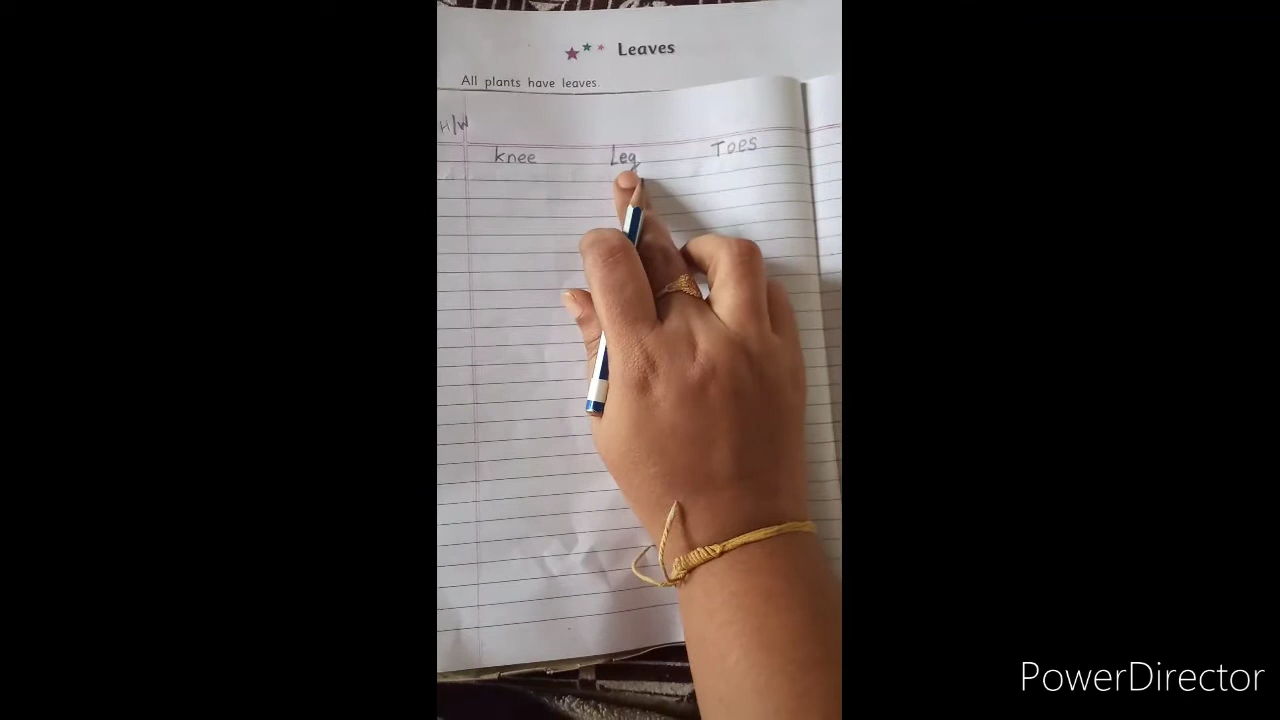 Leaves
All plants have leaves.
H/W
knee Leg Toes
PowerDirector